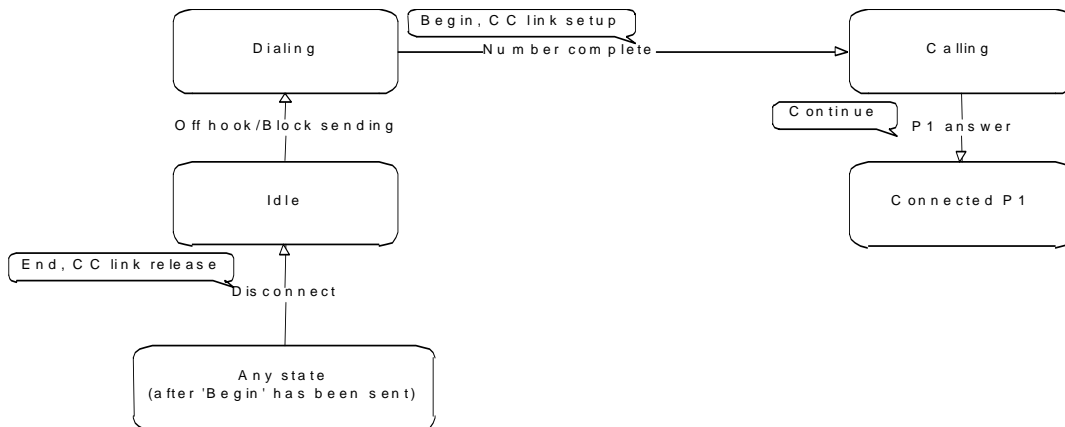 Begin, CC link setup
Dialing
Number complete
Calling
Continue
Off hook/Block sending
P1 answer
Idle
Connected P1
End, CC link release
Disconnect
Any state
(after 'Begin' has been sent)